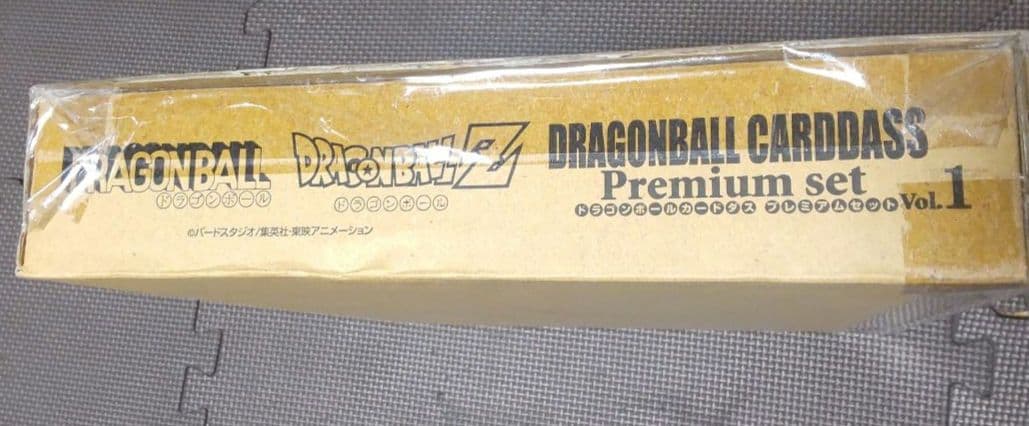 DRAGONBALL
ドラゴンボール
DRAGONBALL Z
ドラゴンボール
DRAGONBALL CARDDASS
Premium set Vol.1
ドラゴンボールカードダス プレミアムセット
©バードスタジオ/集英社・東映アニメーション